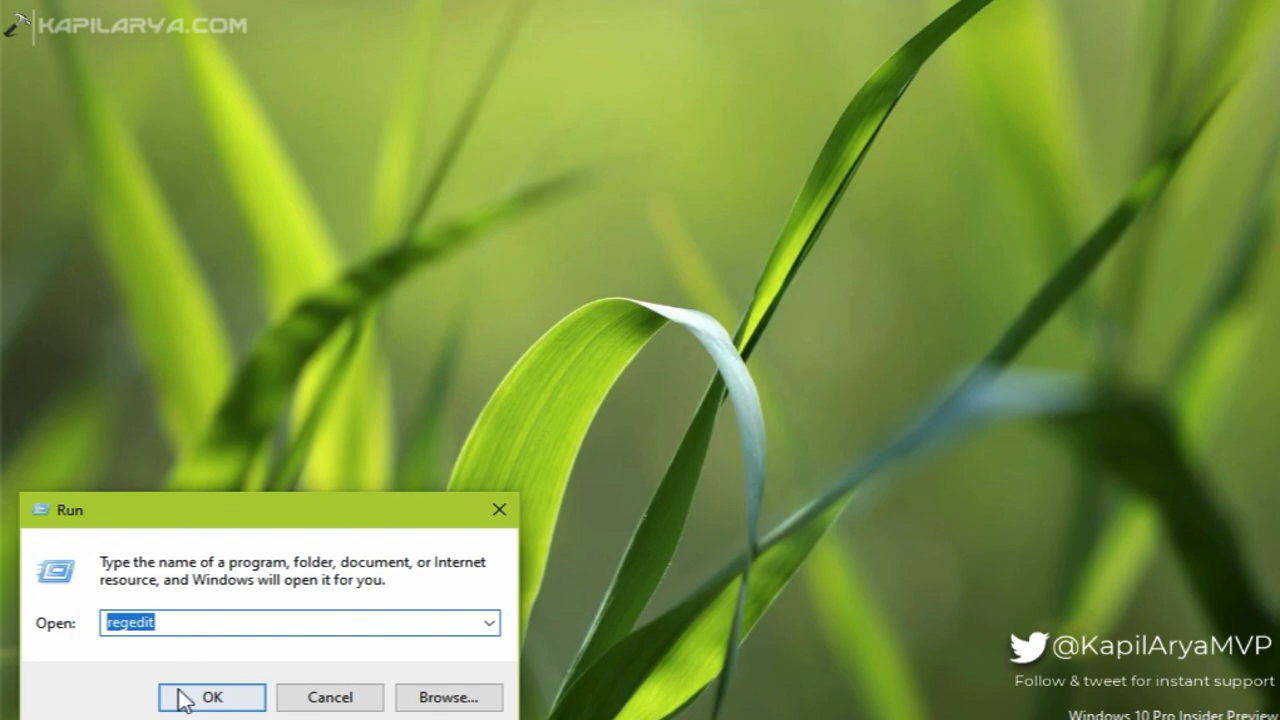 KAPILARYA.COM
Run
Type the name of a program, folder, document, or Internet
resource, and Windows will open it for you.
Open:
regedit
OK
Cancel
Browse...
@KapilAryaMVP
Follow & tweet for instant support
Windows 10 Pro Insider Preview